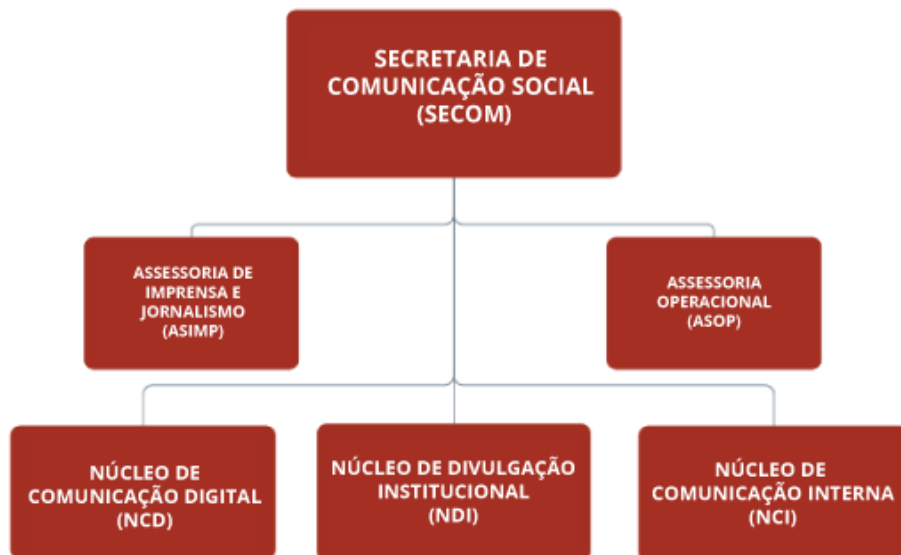 SECRETARIA DE
COMUNICAÇÃO SOCIAL
(SECOM)
ASSESSORIA DE
IMPRENSA E
JORNALISMO
(ASIMP)
ASSESSORIA
OPERACIONAL
(ASOP)
NÚCLEO DE
COMUNICAÇÃO DIGITAL
(NCD)
NÚCLEO DE DIVULGAÇÃO
INSTITUCIONAL
(NDI)
NÚCLEO DE
COMUNICAÇÃO INTERNA
(NCI)